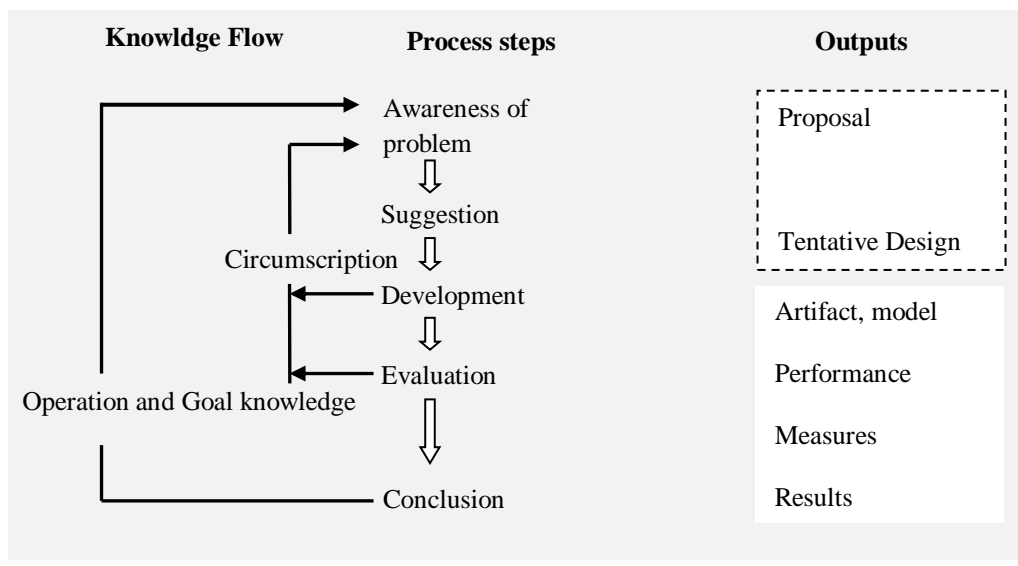 Knowldge Flow
Process steps
Outputs
Awareness of
problem
Proposal
Suggestion
Tentative Design
Circumscription
Development
Artifact, model
Evaluation
Performance
Operation and Goal knowledge
Measures
Conclusion
Results